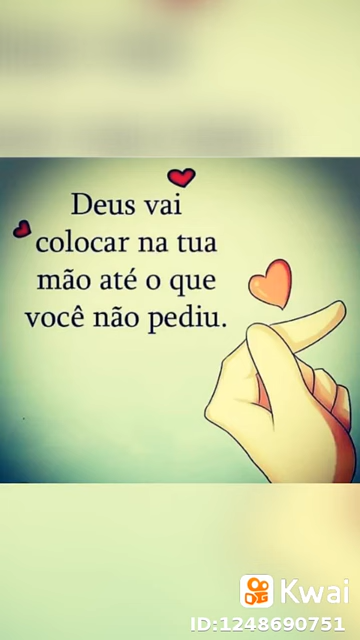 Deus vai
colocar na tua
mão até o que
você não pediu.
Kwai
ID:1248690751